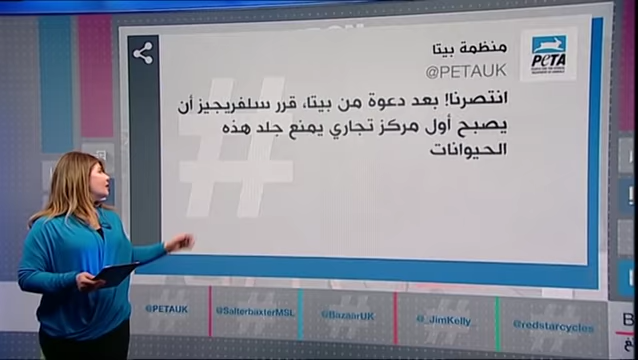 منظمة بيتا
@PETAUK
PETA
انتصرنا! بعد دعوة من بيتا، قرر سلفريجيز أن
يصبح أول مركز تجاري يمنع جلد هذه
الحيوانات
@PETAUK
@SalterbaxterMSL
@BazaarUK
@_JimKelly
@redstarcycles